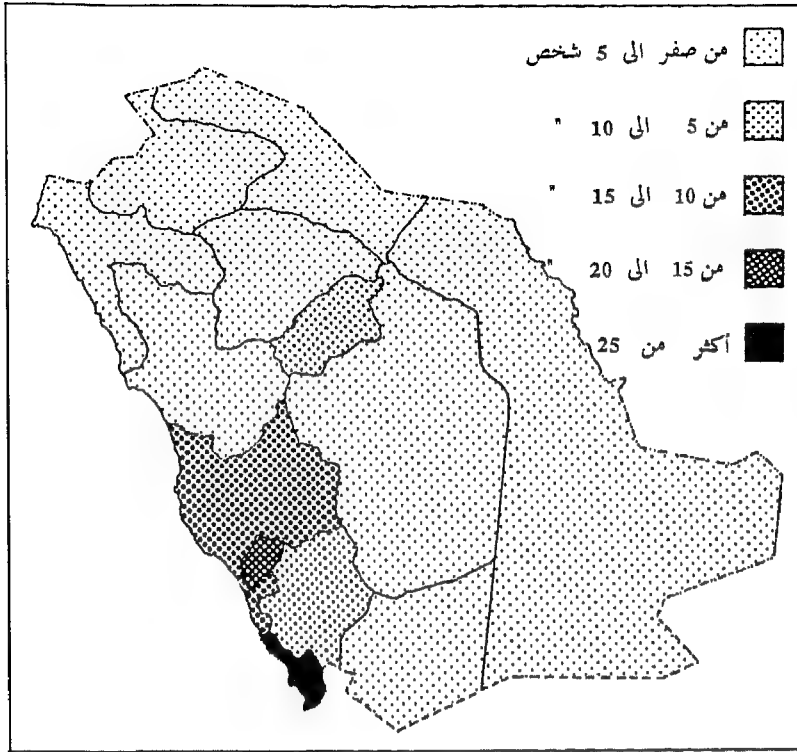 من صفر الى 5 شخص
من 5 الى 10 "
من 10 الى 15 "
من 15 الى 20 "
أكثر من 25